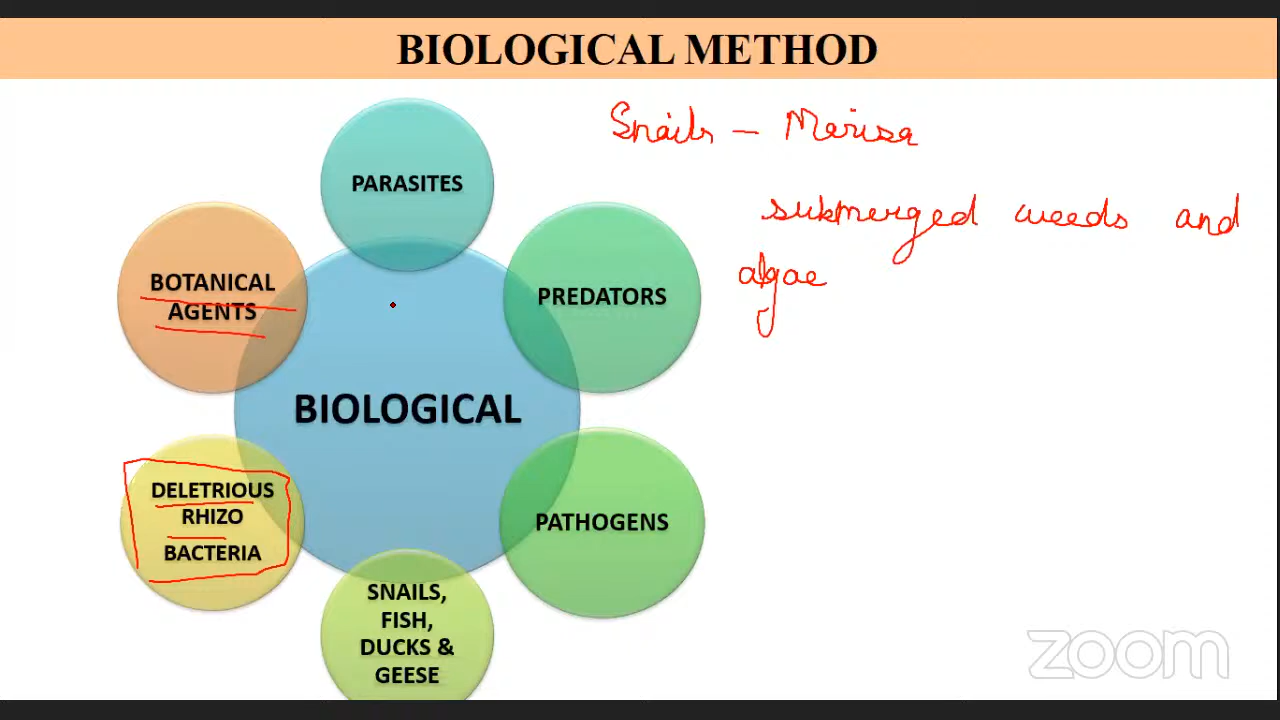 BIOLOGICAL METHOD
Snails - Merisa
submerged weeds and
algae
PARASITES
BOTANICAL
AGENTS
PREDATORS
BIOLOGICAL
DELETRIOUS
RHIZO
BACTERIA
PATHOGENS
SNAILS,
FISH,
DUCKS &
GEESE
zoom